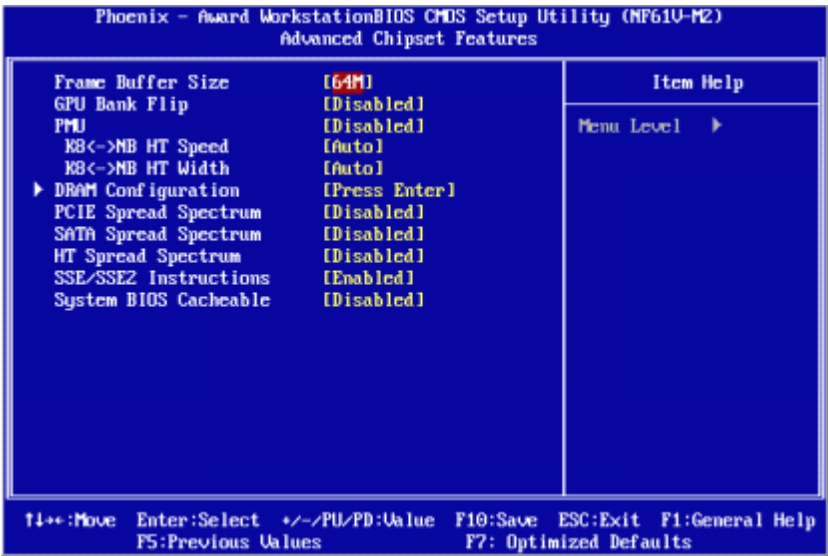 Phoenix - Award WorkstationBIOS CMOS Setup Utility (NF61V-M2)
Advanced Chipset Features
Frame Buffer Size [64M]
GPU Bank Flip [Disabled]
PMU [Disabled]
K8<->NB HT Speed [Auto]
K8<->NB HT Width [Auto]
DRAM Configuration [Press Enter]
PCIE Spread Spectrum [Disabled]
SATA Spread Spectrum [Disabled]
HT Spread Spectrum [Disabled]
SSE/SSE2 Instructions [Enabled]
System BIOS Cacheable [Disabled]
Item Help
Menu Level ▶
↑↓→←:Move Enter:Select +/-/PU/PD:Value F10:Save ESC:Exit F1:General Help
F5:Previous Values F7: Optimized Defaults